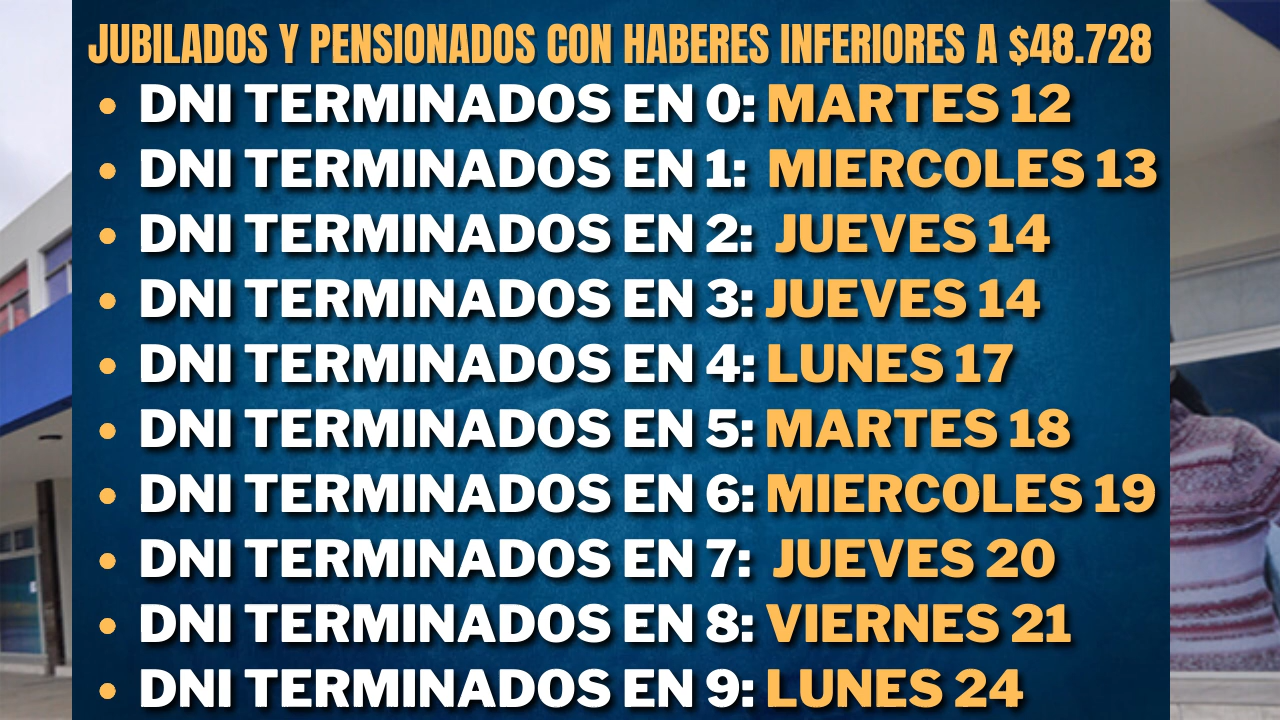 JUBILADOS Y PENSIONADOS CON HABERES INFERIORES A $48.728
• DNI TERMINADOS EN 0: MARTES 12
• DNI TERMINADOS EN 1: MIERCOLES 13
• DNI TERMINADOS EN 2: JUEVES 14
• DNI TERMINADOS EN 3: JUEVES 14
• DNI TERMINADOS EN 4: LUNES 17
• DNI TERMINADOS EN 5: MARTES 18
• DNI TERMINADOS EN 6: MIERCOLES 19
• DNI TERMINADOS EN 7: JUEVES 20
• DNI TERMINADOS EN 8: VIERNES 21
• DNI TERMINADOS EN 9: LUNES 24